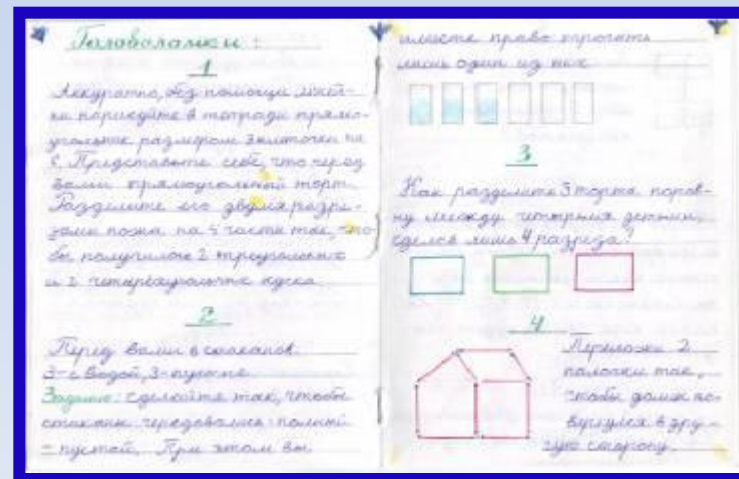 Головоломки:
1
Аккуратно, без помощи линей-
ки нарисуйте в тетради прямо-
угольник размером 3 клеточки на
6. Представьте себе, что перед
вами прямоугольный торт.
Разделите его двумя разре-
зами ножа на части так, что
бы получилось 2 треугольных
и 2 четырёхугольных куска.
2
Перед вами 6 стаканов.
3-с водой, 3-пустые.
Задание: сделайте так, чтобы
стаканы чередовались: полный
- пустой. При этом вы
имеете право трогать
лишь один из них
3
Как разделить 3 торта поров-
ну между четырьмя детьми,
сделав лишь 4 разреза?
4
Переложи 2
палочки так,
чтобы домик по-
вернулся в дру-
гую сторону.